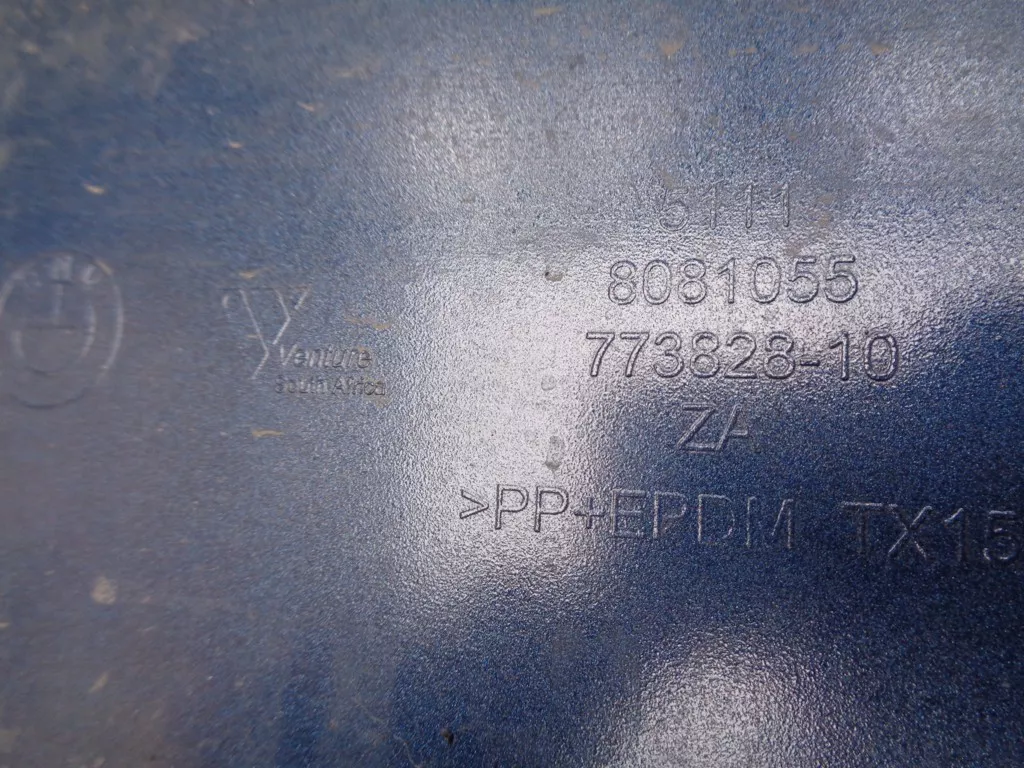 5111
8081055
773828-10
ZA
>PP+EPDM TX15
Venture
South Africa